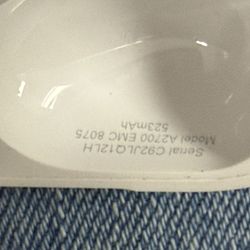 Serial C92JLQ12LH
Model A2700 EMC 8075
523mAh